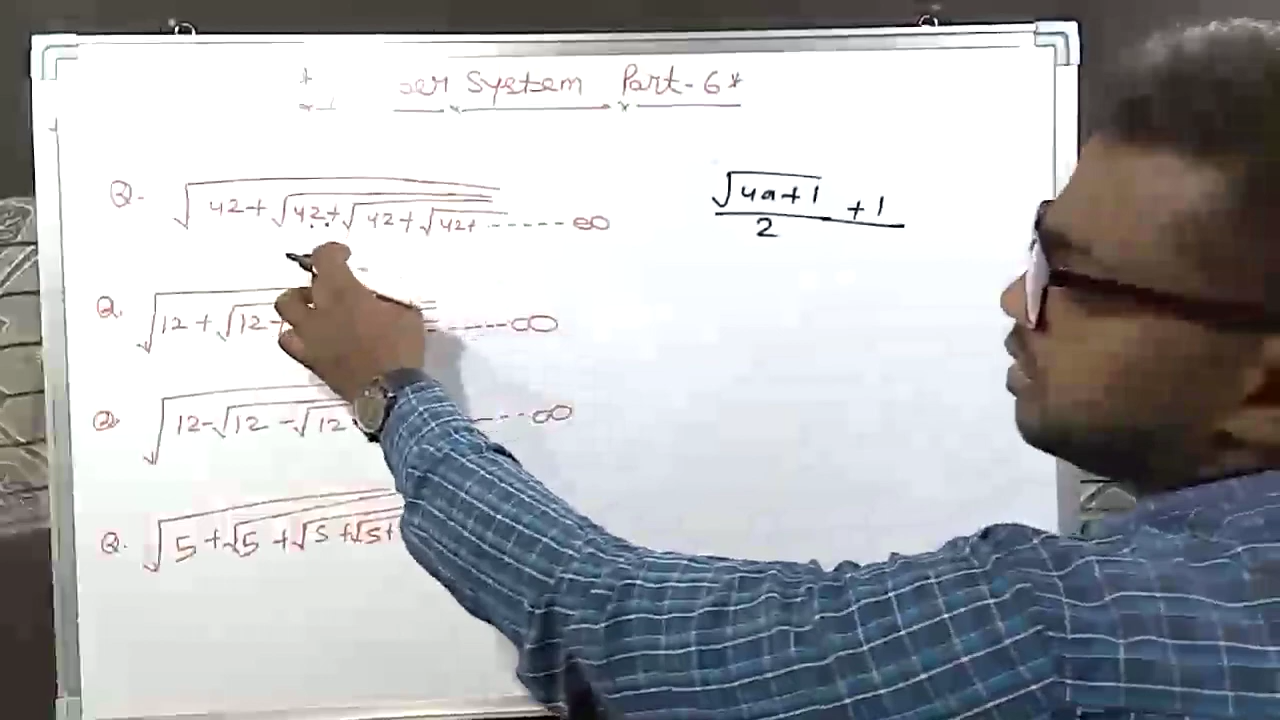 * ber System Part-6 *
Q. √42+√42+√42+√42+ ------∞
√4a+1 + 1
2
Q. √12+√12+ ------∞
Q. √12-√12-√12 ------∞
Q. √5+√5+√5+√5+